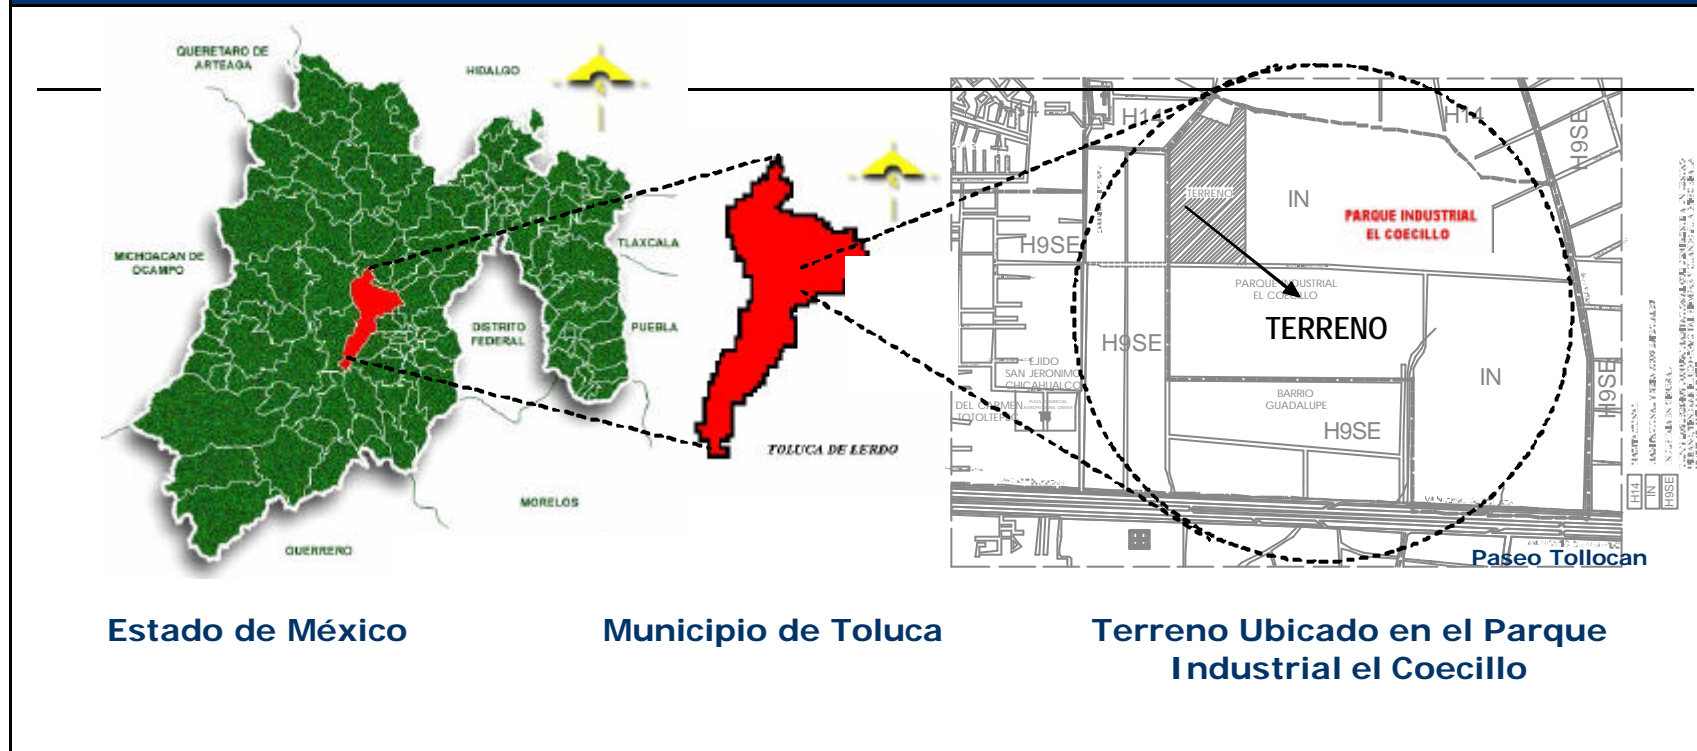 QUERETARO DE
ARTEAGA
HIDALGO
MICHOACAN DE
OCAMPO
TLAXCALA
DISTRITO
FEDERAL
PUEBLA
MORELOS
GUERRERO
TOLUCA DE LERDO
H14
H14
H14
H9SE
TERRENO
IN
PARQUE INDUSTRIAL
EL COECILLO
H9SE
PARQUE INDUSTRIAL
EL COECILLO
TERRENO
H9SE
EJIDO
SAN JERONIMO
CHICAHUALCO
DEL CARMEN
TOTOLTEPEC
BARRIO
GUADALUPE
H9SE
IN
H9SE
H14
IN
H9SE
Paseo Tollocan
Estado de México
Municipio de Toluca
Terreno Ubicado en el Parque
Industrial el Coecillo